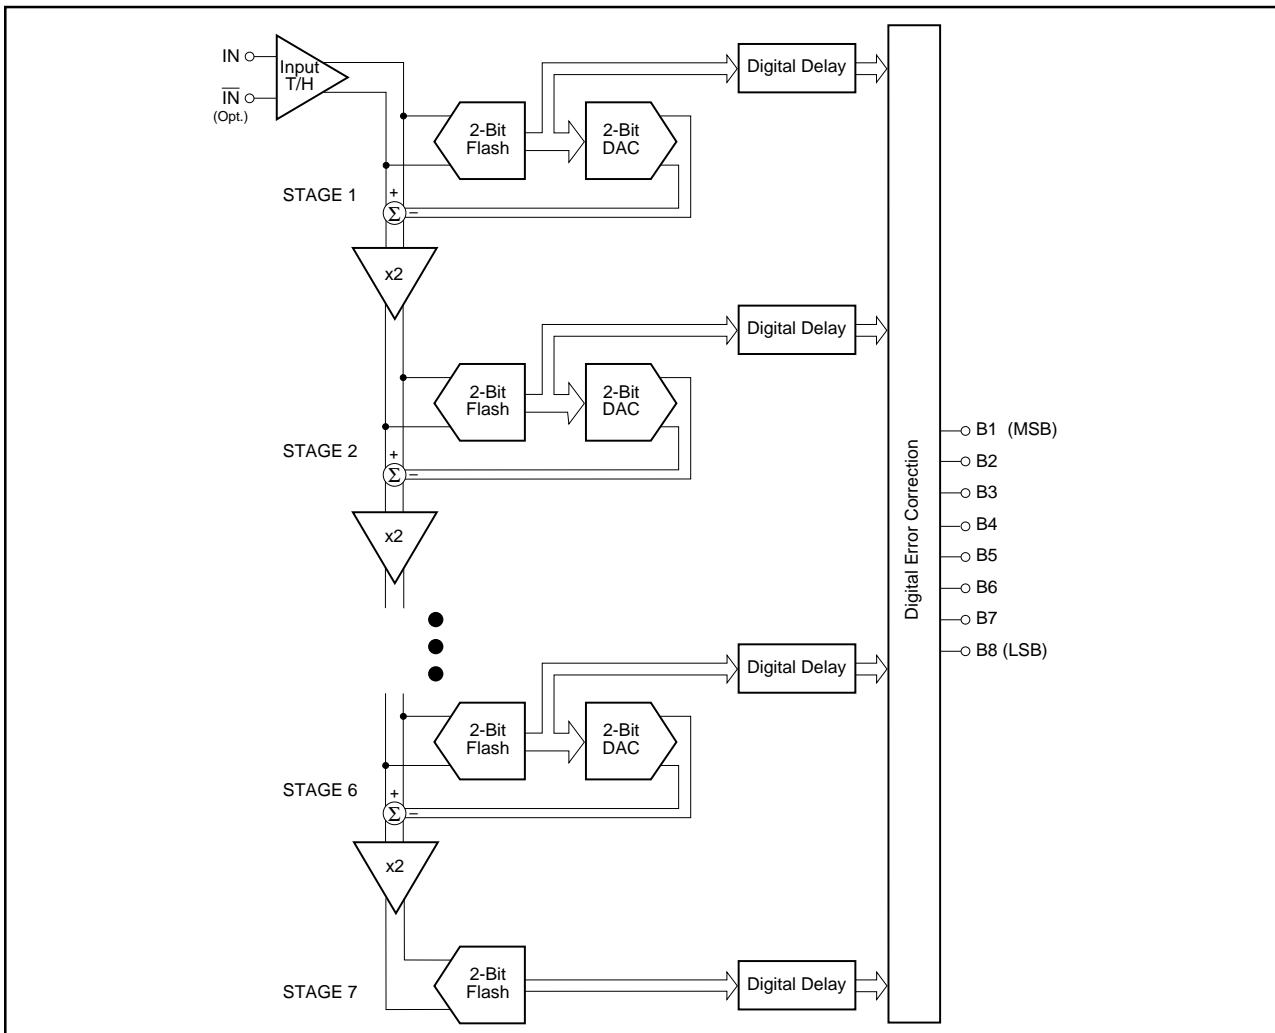 IN
Input
T/H
IN
(Opt.)
Digital Delay
2-Bit
Flash
2-Bit
DAC
STAGE 1
+
Σ
–
x2
Digital Delay
2-Bit
Flash
2-Bit
DAC
STAGE 2
+
Σ
–
x2
Digital Error Correction
B1 (MSB)
B2
B3
B4
B5
B6
B7
B8 (LSB)
Digital Delay
2-Bit
Flash
2-Bit
DAC
STAGE 6
+
Σ
–
x2
2-Bit
Flash
Digital Delay
STAGE 7